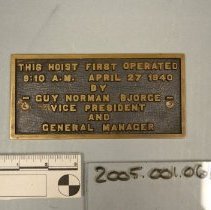 THIS HOIST FIRST OPERATED
9:10 A.M. APRIL 27 1940
BY
GUY NORMAN BJORGE
VICE PRESIDENT
AND
GENERAL MANAGER
2005.001.06